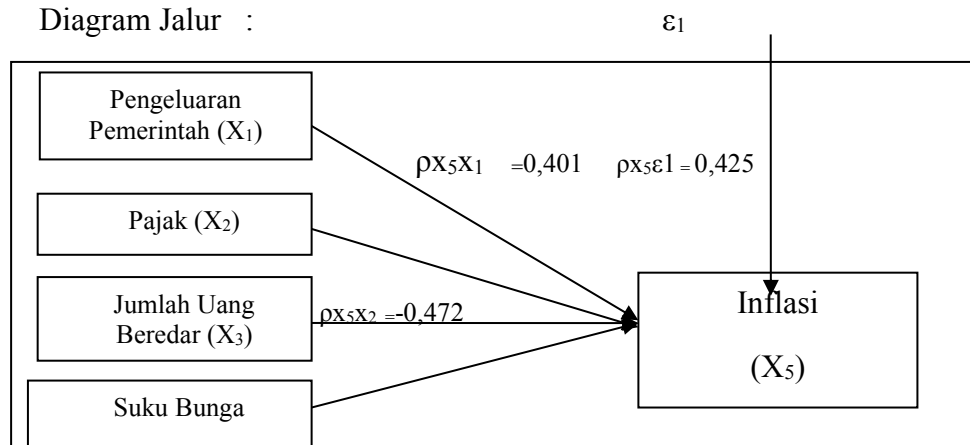 Diagram Jalur :
ε₁
Pengeluaran
Pemerintah (X₁)
ρx₅x₁ =0,401
ρx₅ε1 = 0,425
Pajak (X₂)
Jumlah Uang
Beredar (X₃)
ρx₅x₂ =-0,472
Inflasi
(X₅)
Suku Bunga